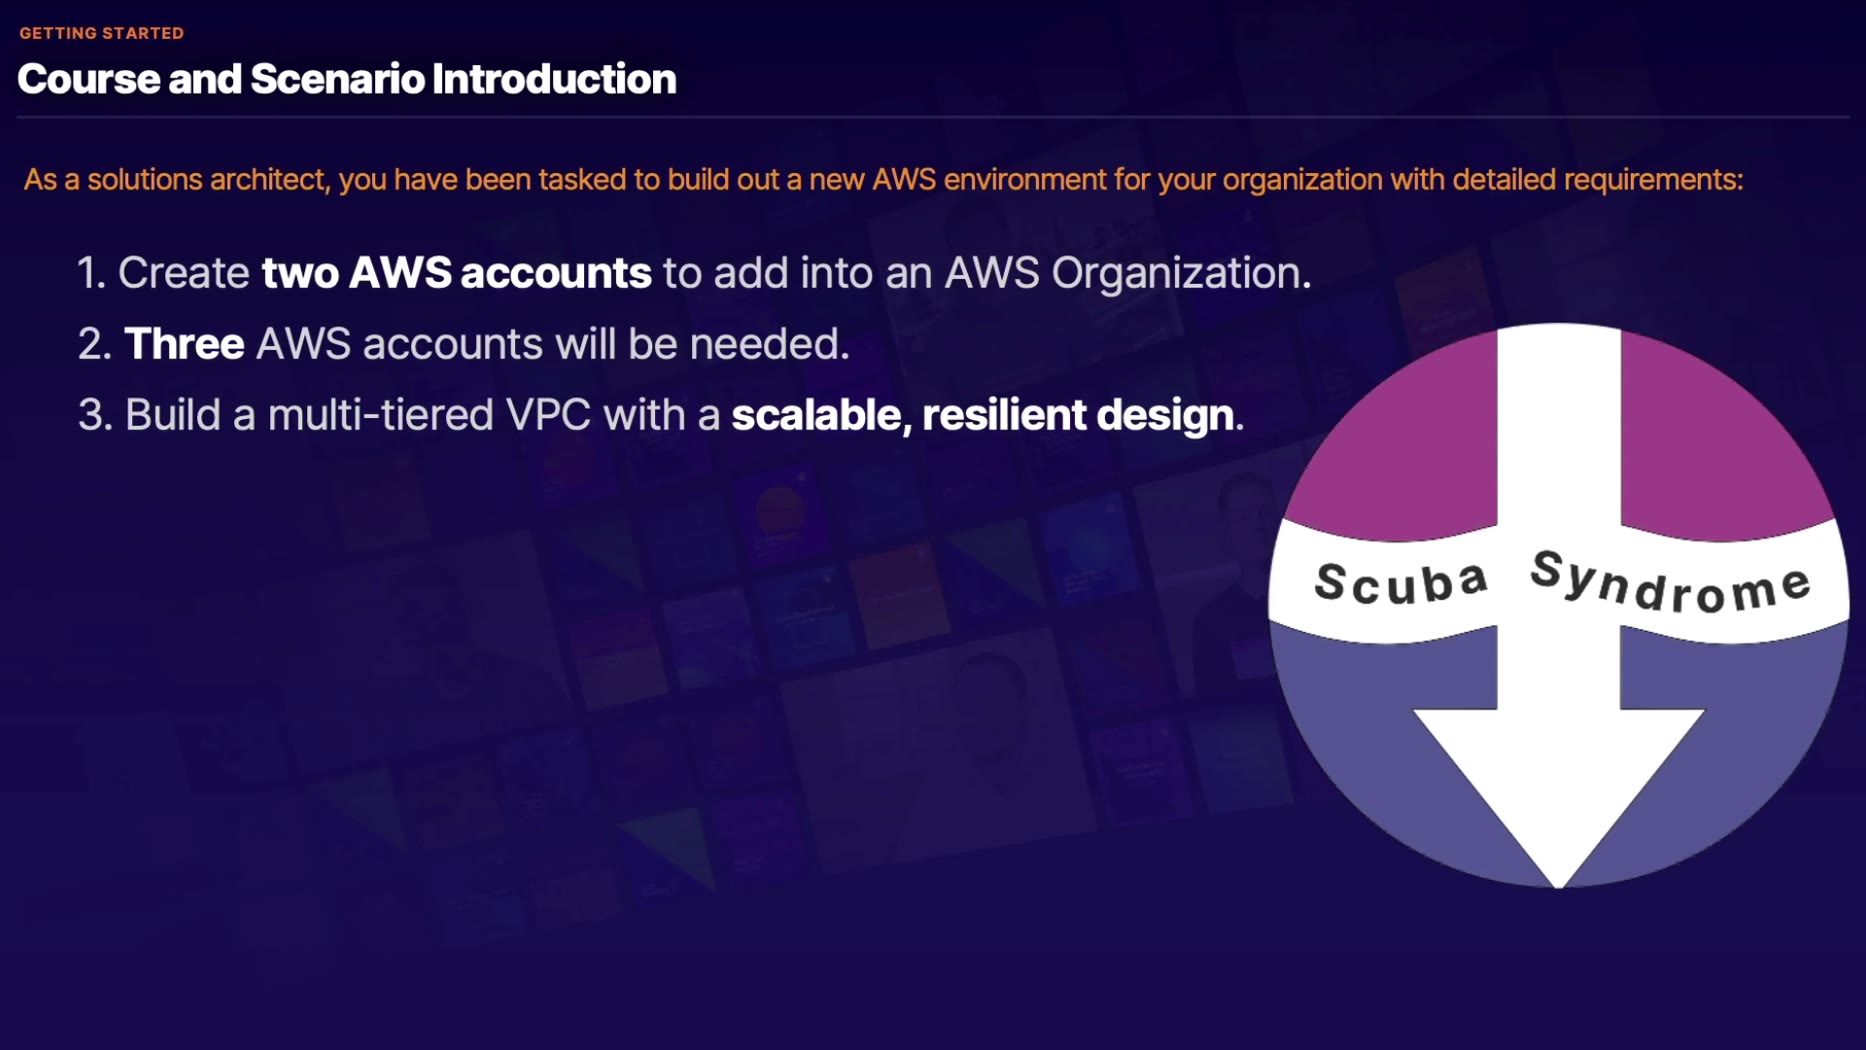 GETTING STARTED
Course and Scenario Introduction
As a solutions architect, you have been tasked to build out a new AWS environment for your organization with detailed requirements:
1. Create two AWS accounts to add into an AWS Organization.
2. Three AWS accounts will be needed.
3. Build a multi-tiered VPC with a scalable, resilient design.
Scuba Syndrome